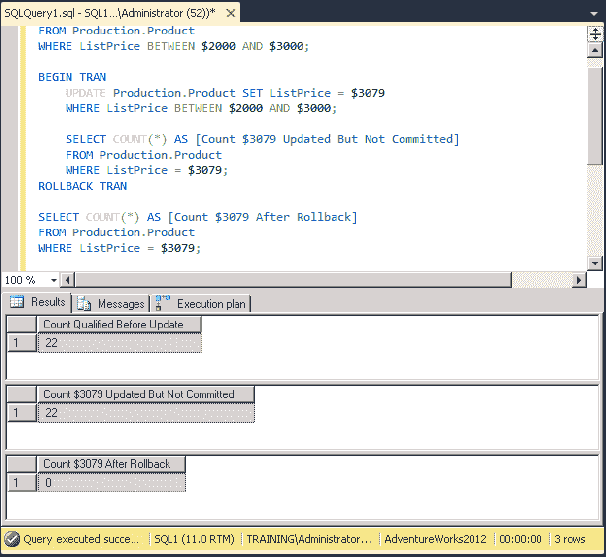 SQLQuery1.sql - SQL1...\Administrator (52))*
FROM Production.Product
WHERE ListPrice BETWEEN $2000 AND $3000;
BEGIN TRAN
UPDATE Production.Product SET ListPrice = $3079
WHERE ListPrice BETWEEN $2000 AND $3000;
SELECT COUNT(*) AS [Count $3079 Updated But Not Committed]
FROM Production.Product
WHERE ListPrice = $3079;
ROLLBACK TRAN
SELECT COUNT(*) AS [Count $3079 After Rollback]
FROM Production.Product
WHERE ListPrice = $3079;
100 %
Results Messages Execution plan
Count Qualified Before Update
1 22
Count $3079 Updated But Not Committed
1 22
Count $3079 After Rollback
1 0
Query executed succe... SQL1 (11.0 RTM) TRAINING\Administrator... AdventureWorks2012 00:00:00 3 rows